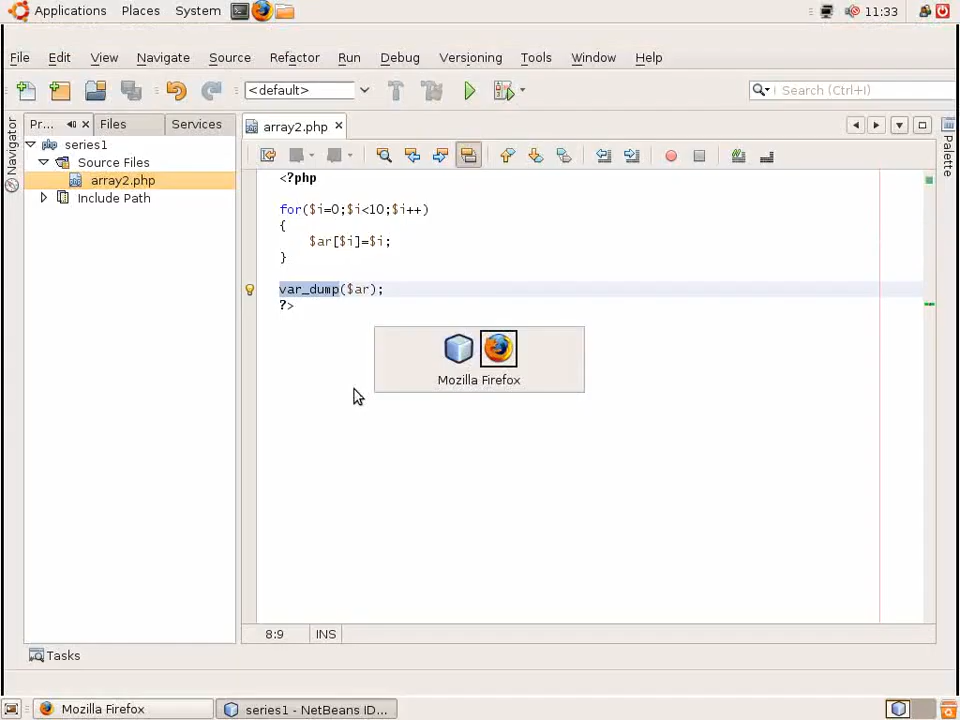 Applications Places System 11:33
File Edit View Navigate Source Refactor Run Debug Versioning Tools Window Help
<default> Search (Ctrl+I)
Navigator
Pr... Files Services
array2.php
Palette
series1
Source Files
array2.php
Include Path
<?php
for($i=0;$i<10;$i++)
{
$ar[$i]=$i;
}
var_dump($ar);
?>
Mozilla Firefox
8:9 INS
Tasks
Mozilla Firefox series1 - NetBeans ID...